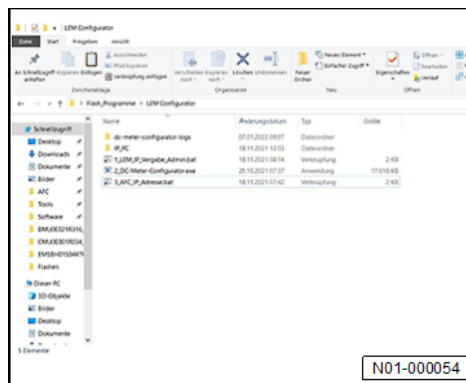 LEM Configurator
Datei Start Freigeben Ansicht
An Schnellzugriff anheften
Kopieren
Einfügen
Ausschneiden
Pfad kopieren
Verknüpfung einfügen
Verschieben nach
Kopieren nach
Löschen
Umbenennen
Neuer Ordner
Neues Element
Einfacher Zugriff
Eigenschaften
Öffnen
Bearbeiten
Verlauf
Zwischenablage Organisieren Neu Öffnen
Flash_Programme > LEM Configurator
Name Änderungsdatum Typ Größe
dc-meter-configurator-logs 07.01.2022 09:07 Dateiordner
IP_PC 18.11.2021 12:55 Dateiordner
1_LEM_IP_Vergabe_Admin.bat 18.11.2021 08:14 Verknüpfung 2 KB
2_DC-Meter-Configurator.exe 21.10.2021 07:37 Anwendung
3_AFC_IP_Adresse.bat 18.11.2021 07:42 Verknüpfung 2 KB
Schnellzugriff
Desktop
Downloads
Dokumente
Bilder
AFC
Tools
Software
Flashen
Dieser PC
3D-Objekte
Bilder
Desktop
Dokumente
5 Elemente
N01-000054